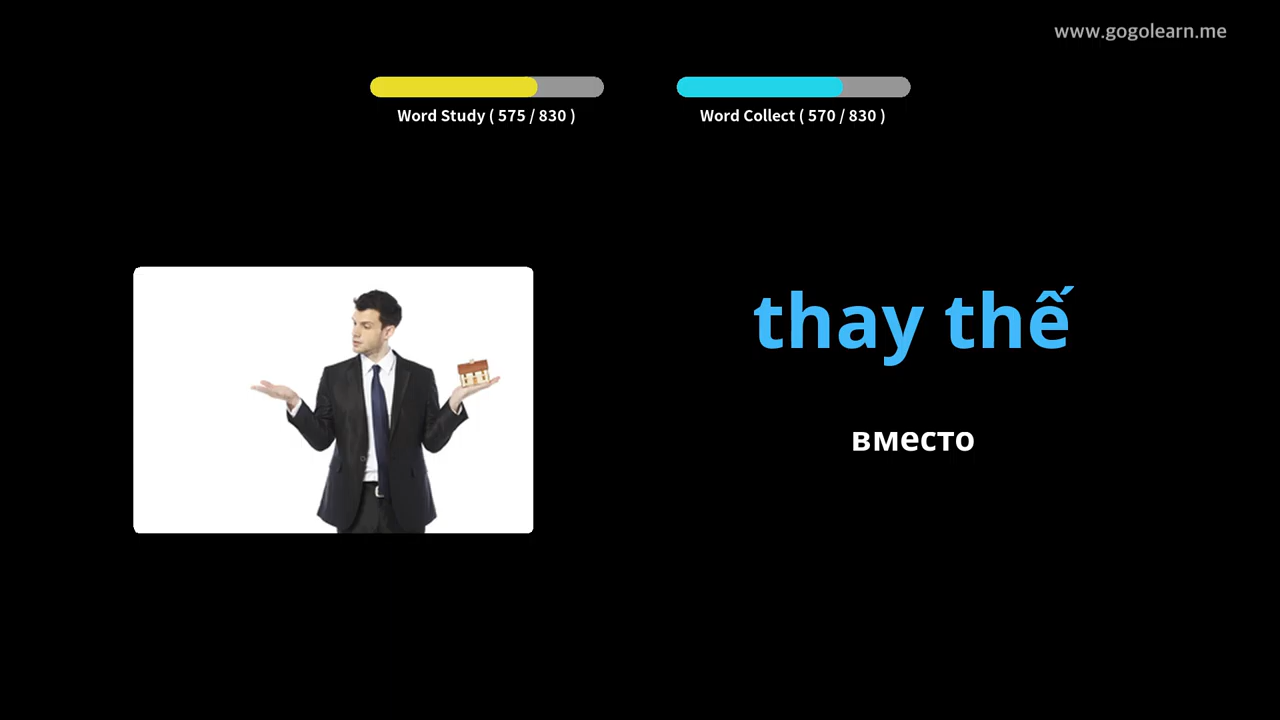 www.gogolearn.me
Word Study ( 575 / 830 )
Word Collect ( 570 / 830 )
thay thế
вместо